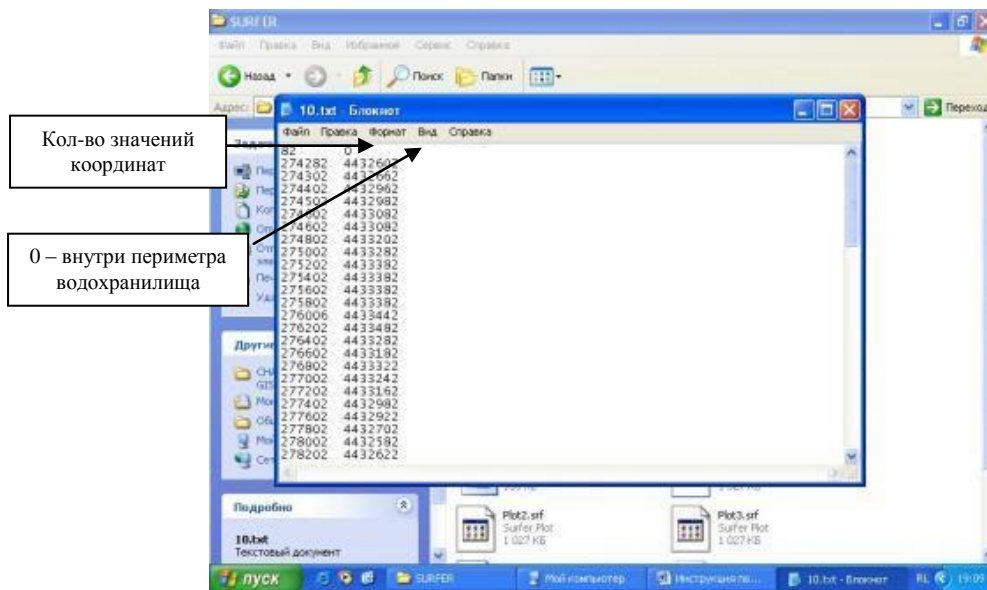 SURFER
Файл Правка Вид Избранное Сервис Справка
Назад Поиск Папки
Адрес: Переход
10.txt - Блокнот
Файл Правка Формат Вид Справка
Кол-во значений
координат
0 – внутри периметра
водохранилища
82 0
274282 4432602
274302 4432662
274402 4432962
274502 4432982
274602 4433082
274602 4433082
274802 4433202
275002 4433282
275202 4433382
275402 4433382
275602 4433382
275802 4433382
276006 4433442
276202 4433482
276402 4433282
276602 4433182
276802 4433322
277002 4433242
277202 4433162
277402 4432982
277602 4432922
277802 4432702
278002 4432582
278202 4432622
Подробно
10.txt
Текстовый документ
Plot2.srf
Surfer Plot
1 027 КБ
Plot3.srf
Surfer Plot
1 027 КБ
пуск SURFER Мой компьютер Инструкция по... 10.txt - Блокнот RL 19:09